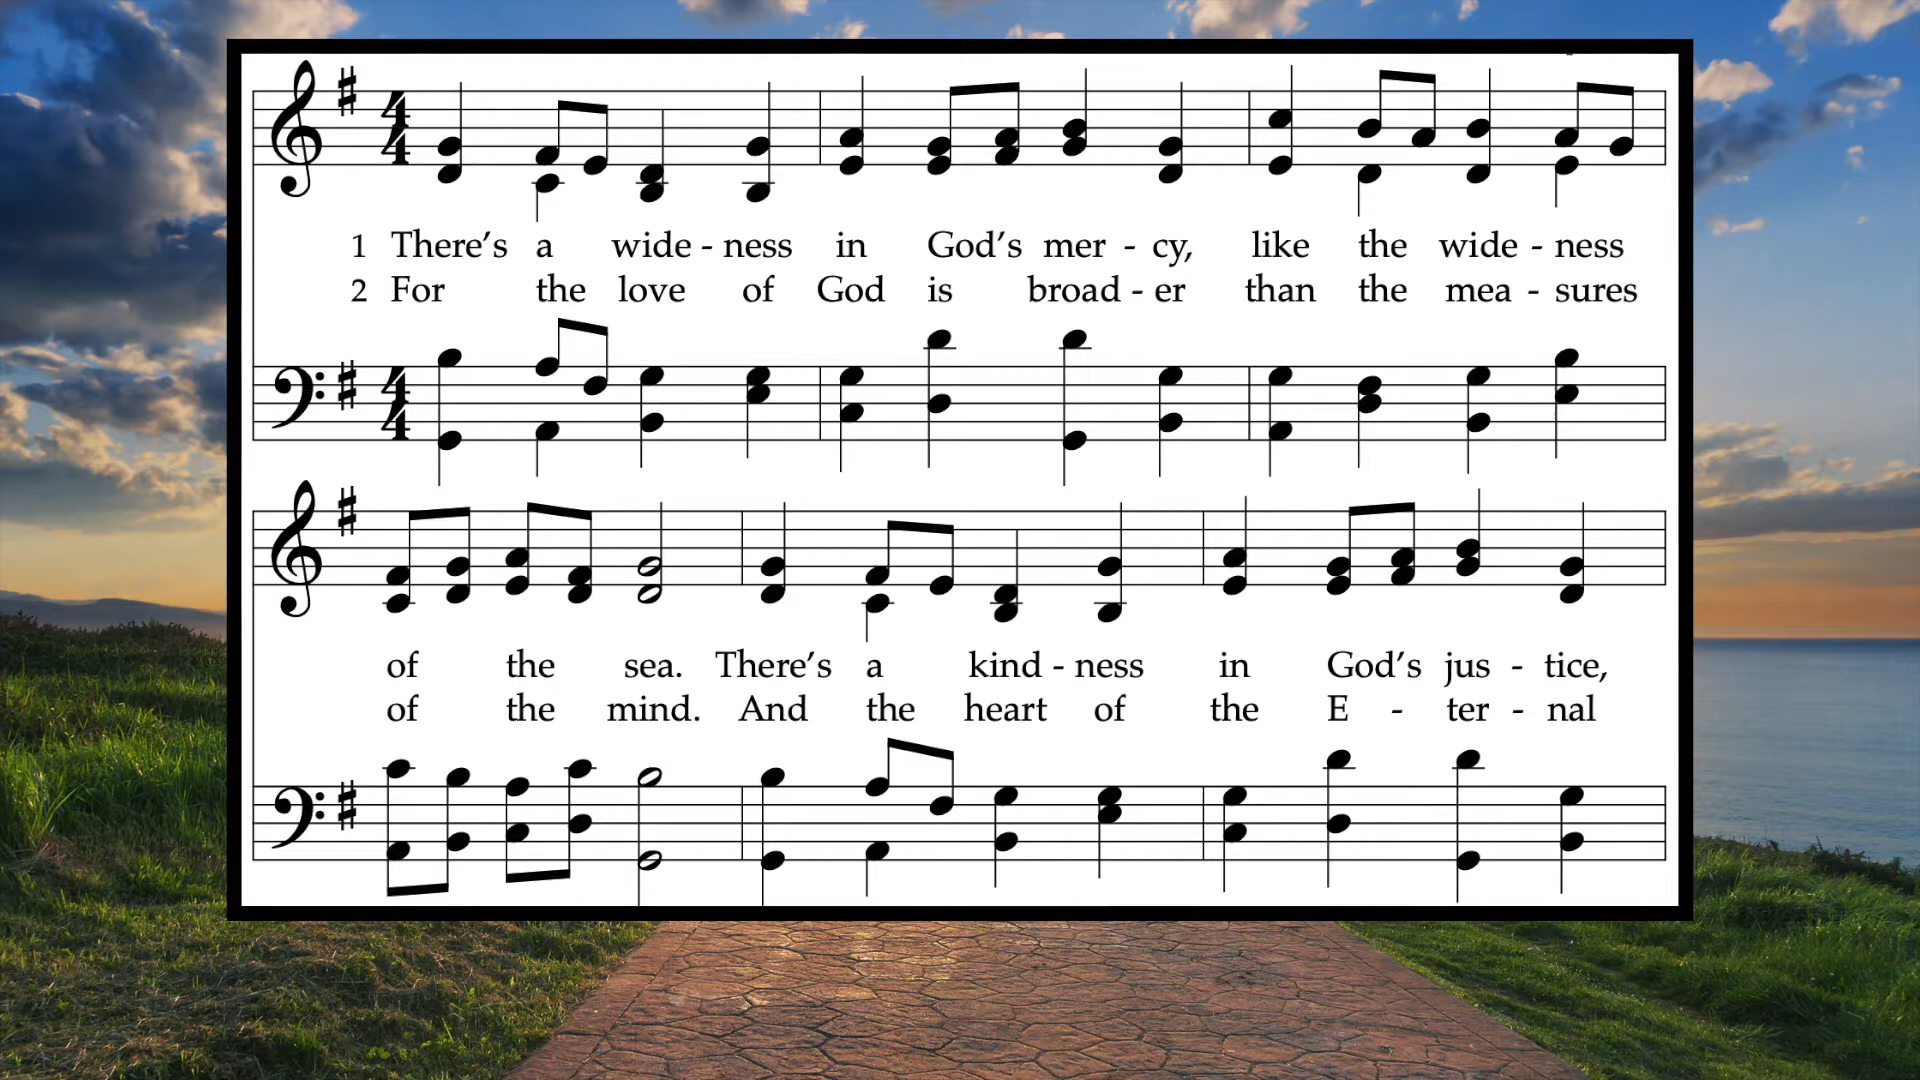 1 There's a wide - ness in God's mer - cy, like the wide - ness
2 For the love of God is broad - er than the mea - sures
of the sea. There's a kind - ness in God's jus - tice,
of the mind. And the heart of the E - ter - nal